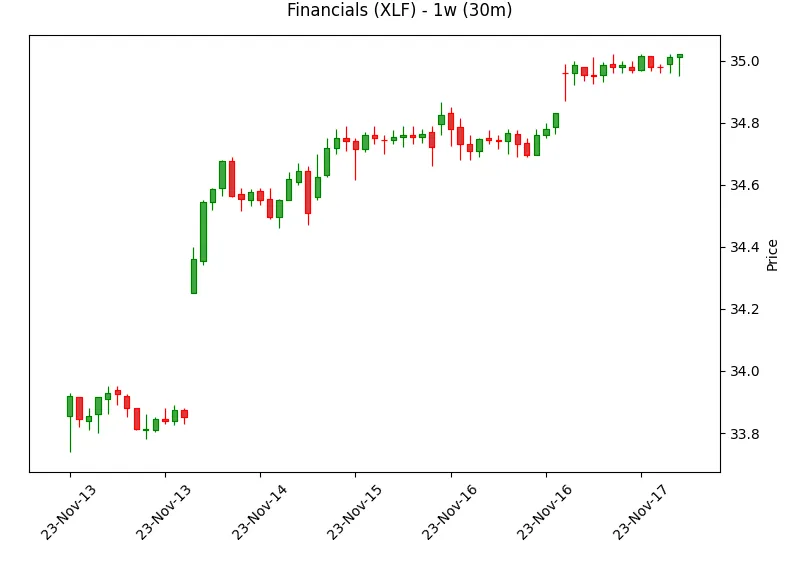 Financials (XLF) - 1w (30m)
35.0
34.8
34.6
34.4
34.2
34.0
33.8
Price
23-Nov-13
23-Nov-13
23-Nov-14
23-Nov-15
23-Nov-16
23-Nov-16
23-Nov-17